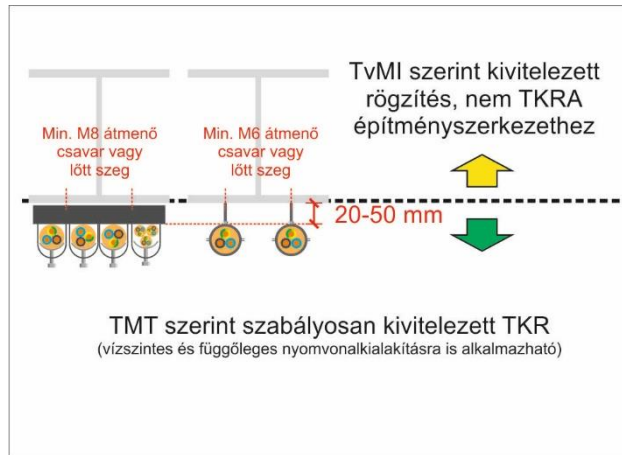 TvMI szerint kivitelezett
rögzítés, nem TKRA
építményszerkezethez
Min. M8 átmenő
csavar vagy
lőtt szeg
Min. M6 átmenő
csavar vagy
lőtt szeg
20-50 mm
TMT szerint szabályosan kivitelezett TKR
(vízszintes és függőleges nyomvonalkialakításra is alkalmazható)